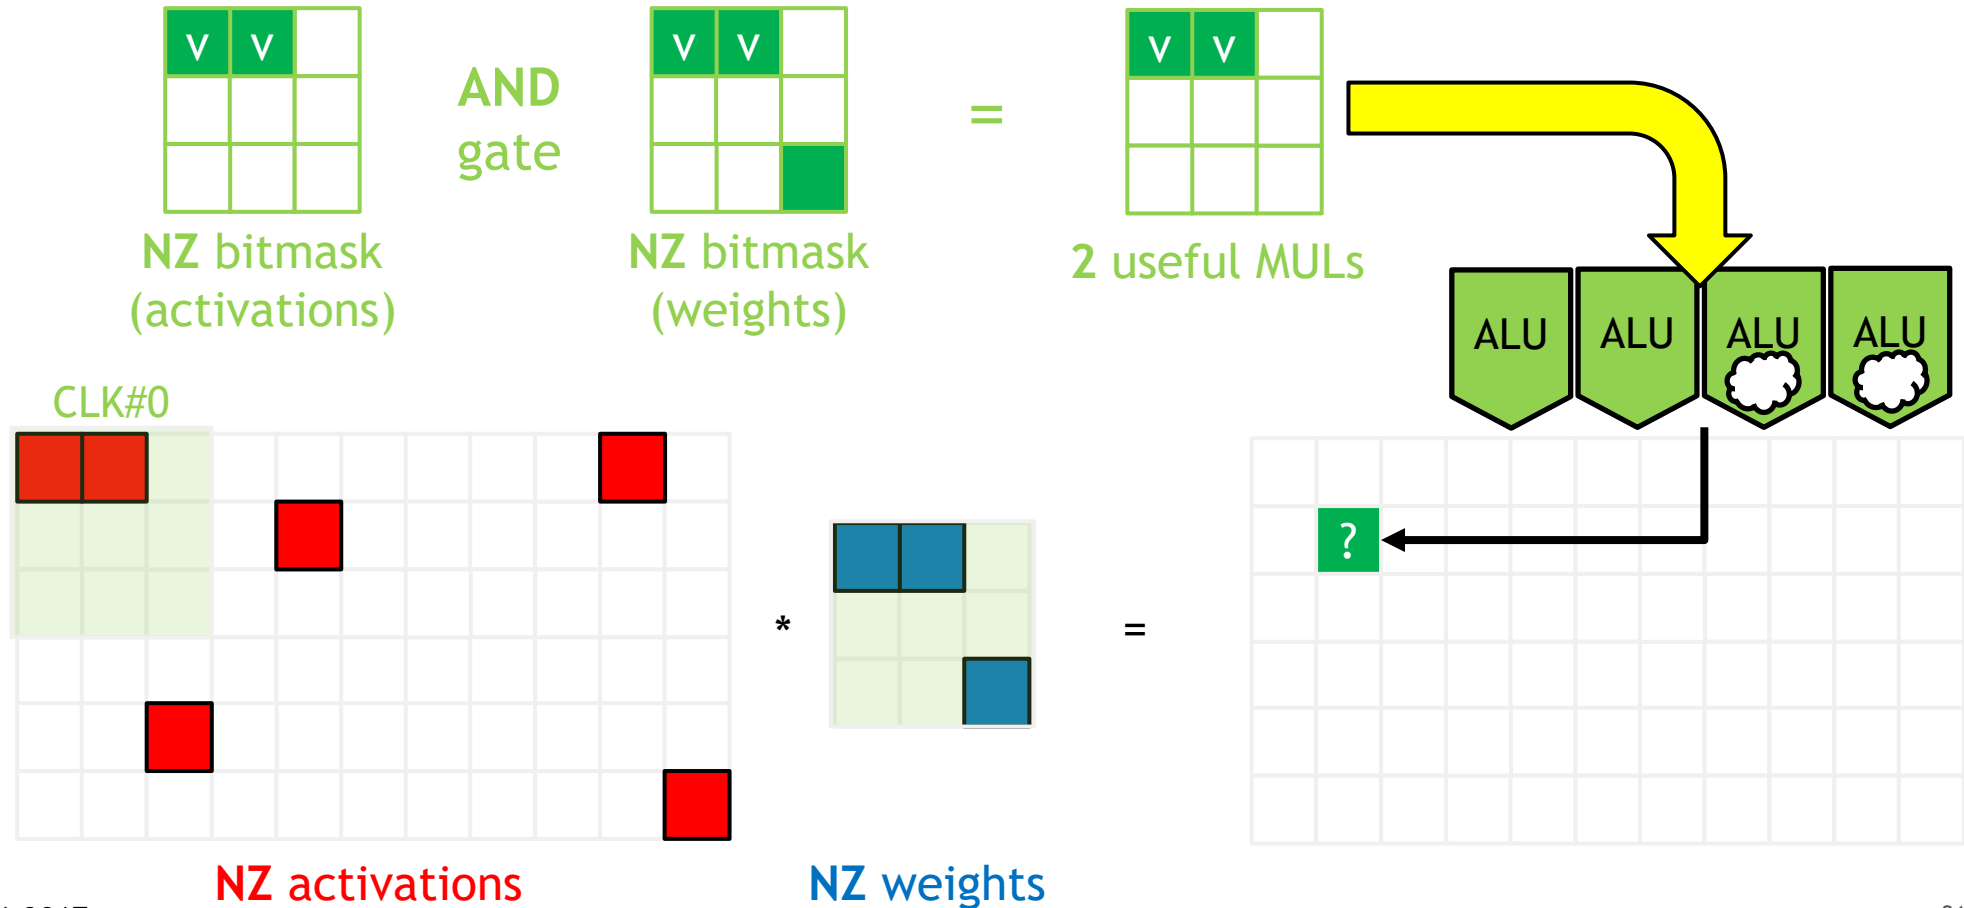 V V
AND
gate
V V
=
V V
NZ bitmask
(activations)
NZ bitmask
(weights)
2 useful MULs
ALU ALU ALU ALU
CLK#0
?
*
=
NZ activations
NZ weights